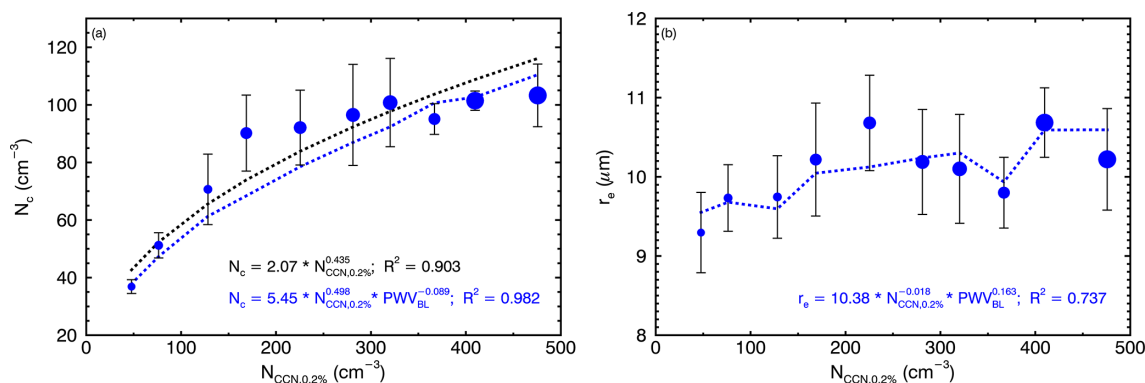 (a)
120
100
80
60
40
20
N_c (cm^-3)
N_c = 2.07 * N_CCN,0.2%^0.435; R^2 = 0.903
N_c = 5.45 * N_CCN,0.2%^0.498 * PWV_BL^-0.089; R^2 = 0.982
0 100 200 300 400 500
N_CCN,0.2% (cm^-3)
(b)
12
11
10
9
8
r_e (μm)
r_e = 10.38 * N_CCN,0.2%^-0.018 * PWV_BL^0.163; R^2 = 0.737
0 100 200 300 400 500
N_CCN,0.2% (cm^-3)